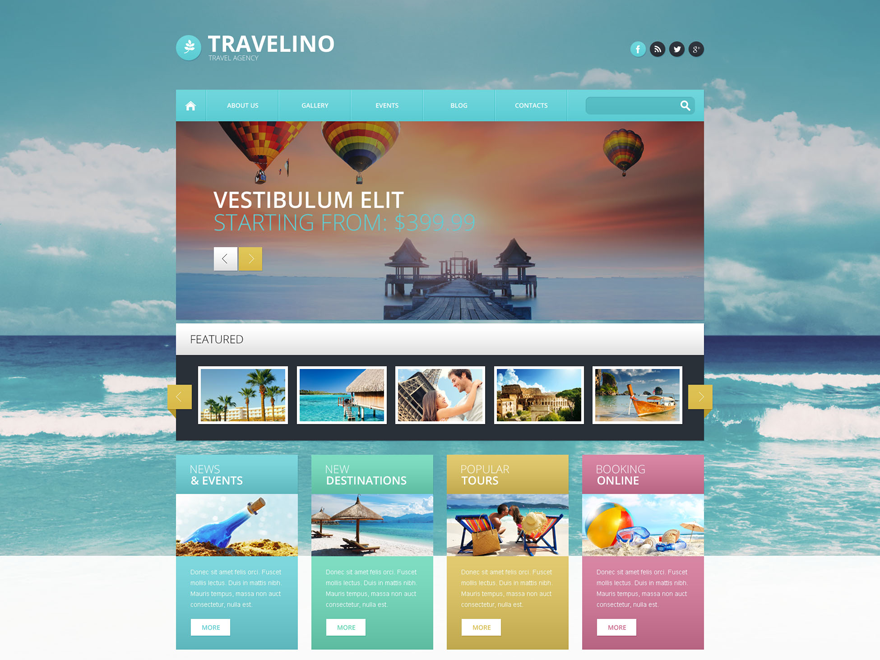 TRAVELINO
TRAVEL AGENCY
ABOUT US
GALLERY
EVENTS
BLOG
CONTACTS
VESTIBULUM ELIT
STARTING FROM: $399.99
FEATURED
NEWS
& EVENTS
Donec sit amet felis orci. Fuscet
mollis lectus. Duis in mattis nibh.
Mauris tempus, massa non auct
consectetur, nulla est
MORE
NEW
DESTINATIONS
Donec sit amet felis orci. Fuscet
mollis lectus. Duis in mattis nibh.
Mauris tempus, massa non auct
consectetur, nulla est
MORE
POPULAR
TOURS
Donec sit amet felis orci. Fuscet
mollis lectus. Duis in mattis nibh.
Mauris tempus, massa non auct
consectetur, nulla est
MORE
BOOKING
ONLINE
Donec sit amet felis orci. Fuscet
mollis lectus. Duis in mattis nibh.
Mauris tempus, massa non auct
consectetur, nulla est
MORE